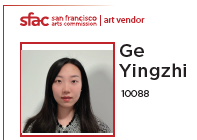 sfac san francisco arts commission | art vendor
Ge
Yingzhi
10088